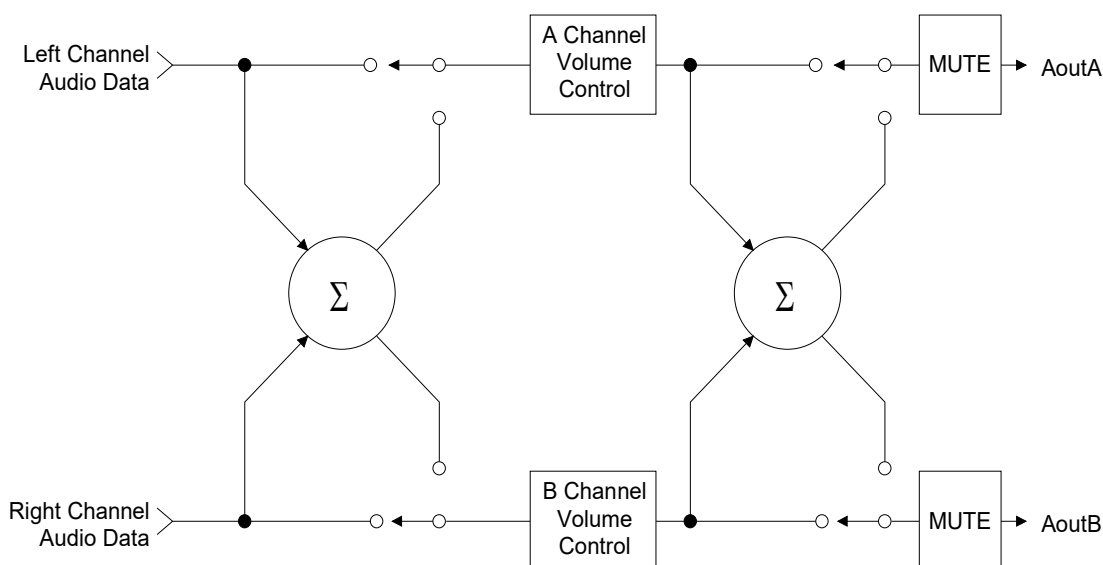 Left Channel
Audio Data
A Channel
Volume
Control
MUTE
AoutA
Σ
Σ
Right Channel
Audio Data
B Channel
Volume
Control
MUTE
AoutB